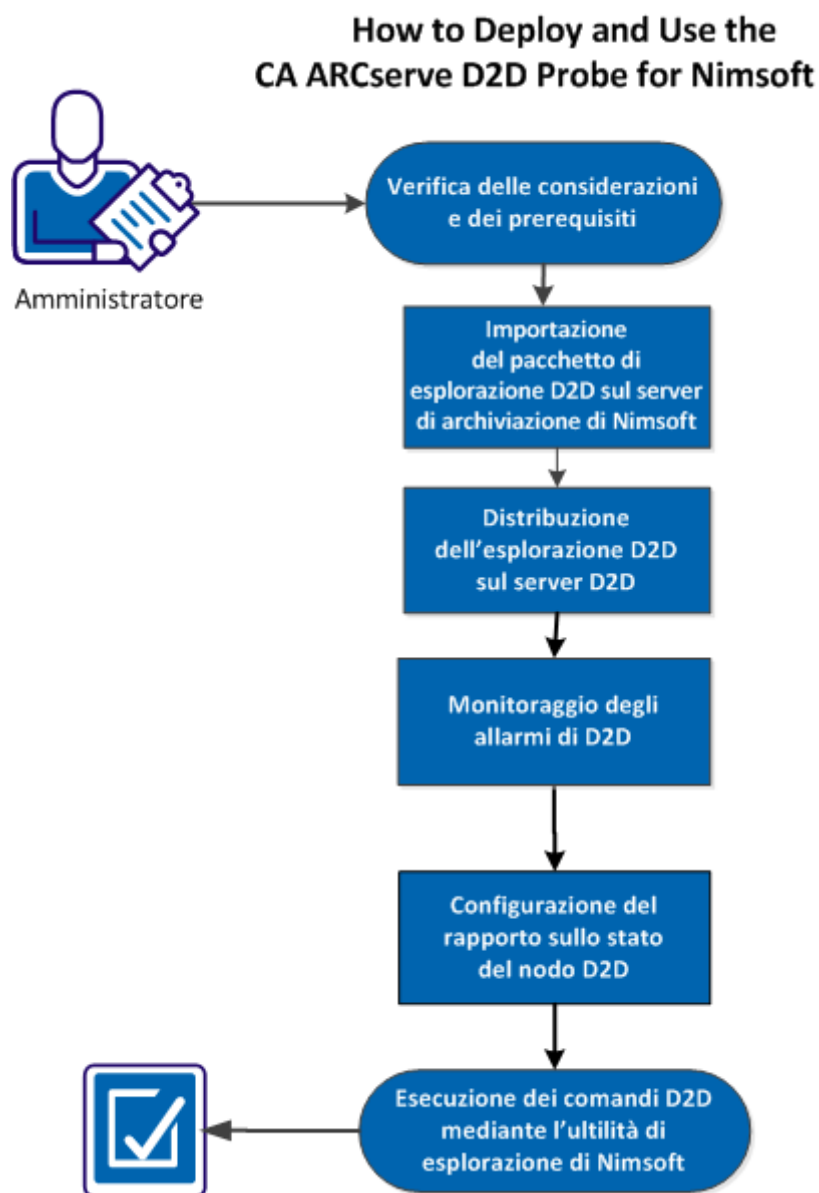 How to Deploy and Use the
CA ARCserve D2D Probe for Nimsoft
Amministratore
Verifica delle considerazioni
e dei prerequisiti
Importazione
del pacchetto di
esplorazione D2D sul server
di archiviazione di Nimsoft
Distribuzione
dell'esplorazione D2D
sul server D2D
Monitoraggio degli
allarmi di D2D
Configurazione del
rapporto sullo stato
del nodo D2D
Esecuzione dei comandi D2D
mediante l'ultilità di
esplorazione di Nimsoft